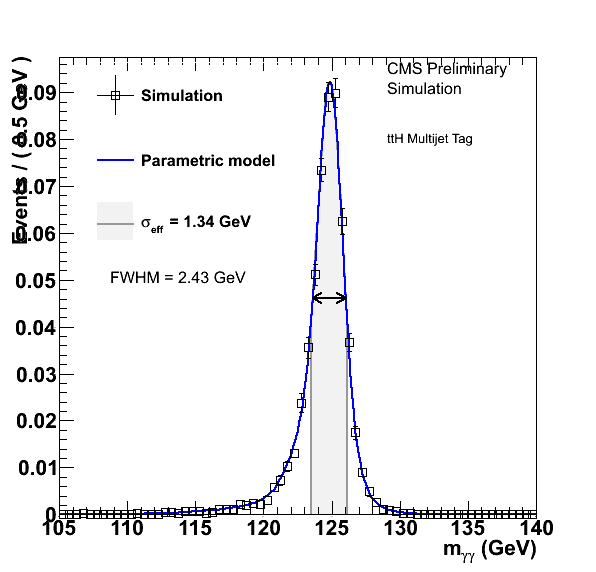 CMS Preliminary
Simulation
ttH Multijet Tag
Simulation
Parametric model
σeff = 1.34 GeV
FWHM = 2.43 GeV
Events / ( 0.5 GeV )
0.09
0.08
0.07
0.06
0.05
0.04
0.03
0.02
0.01
0
105 110 115 120 125 130 135 140
mγγ (GeV)